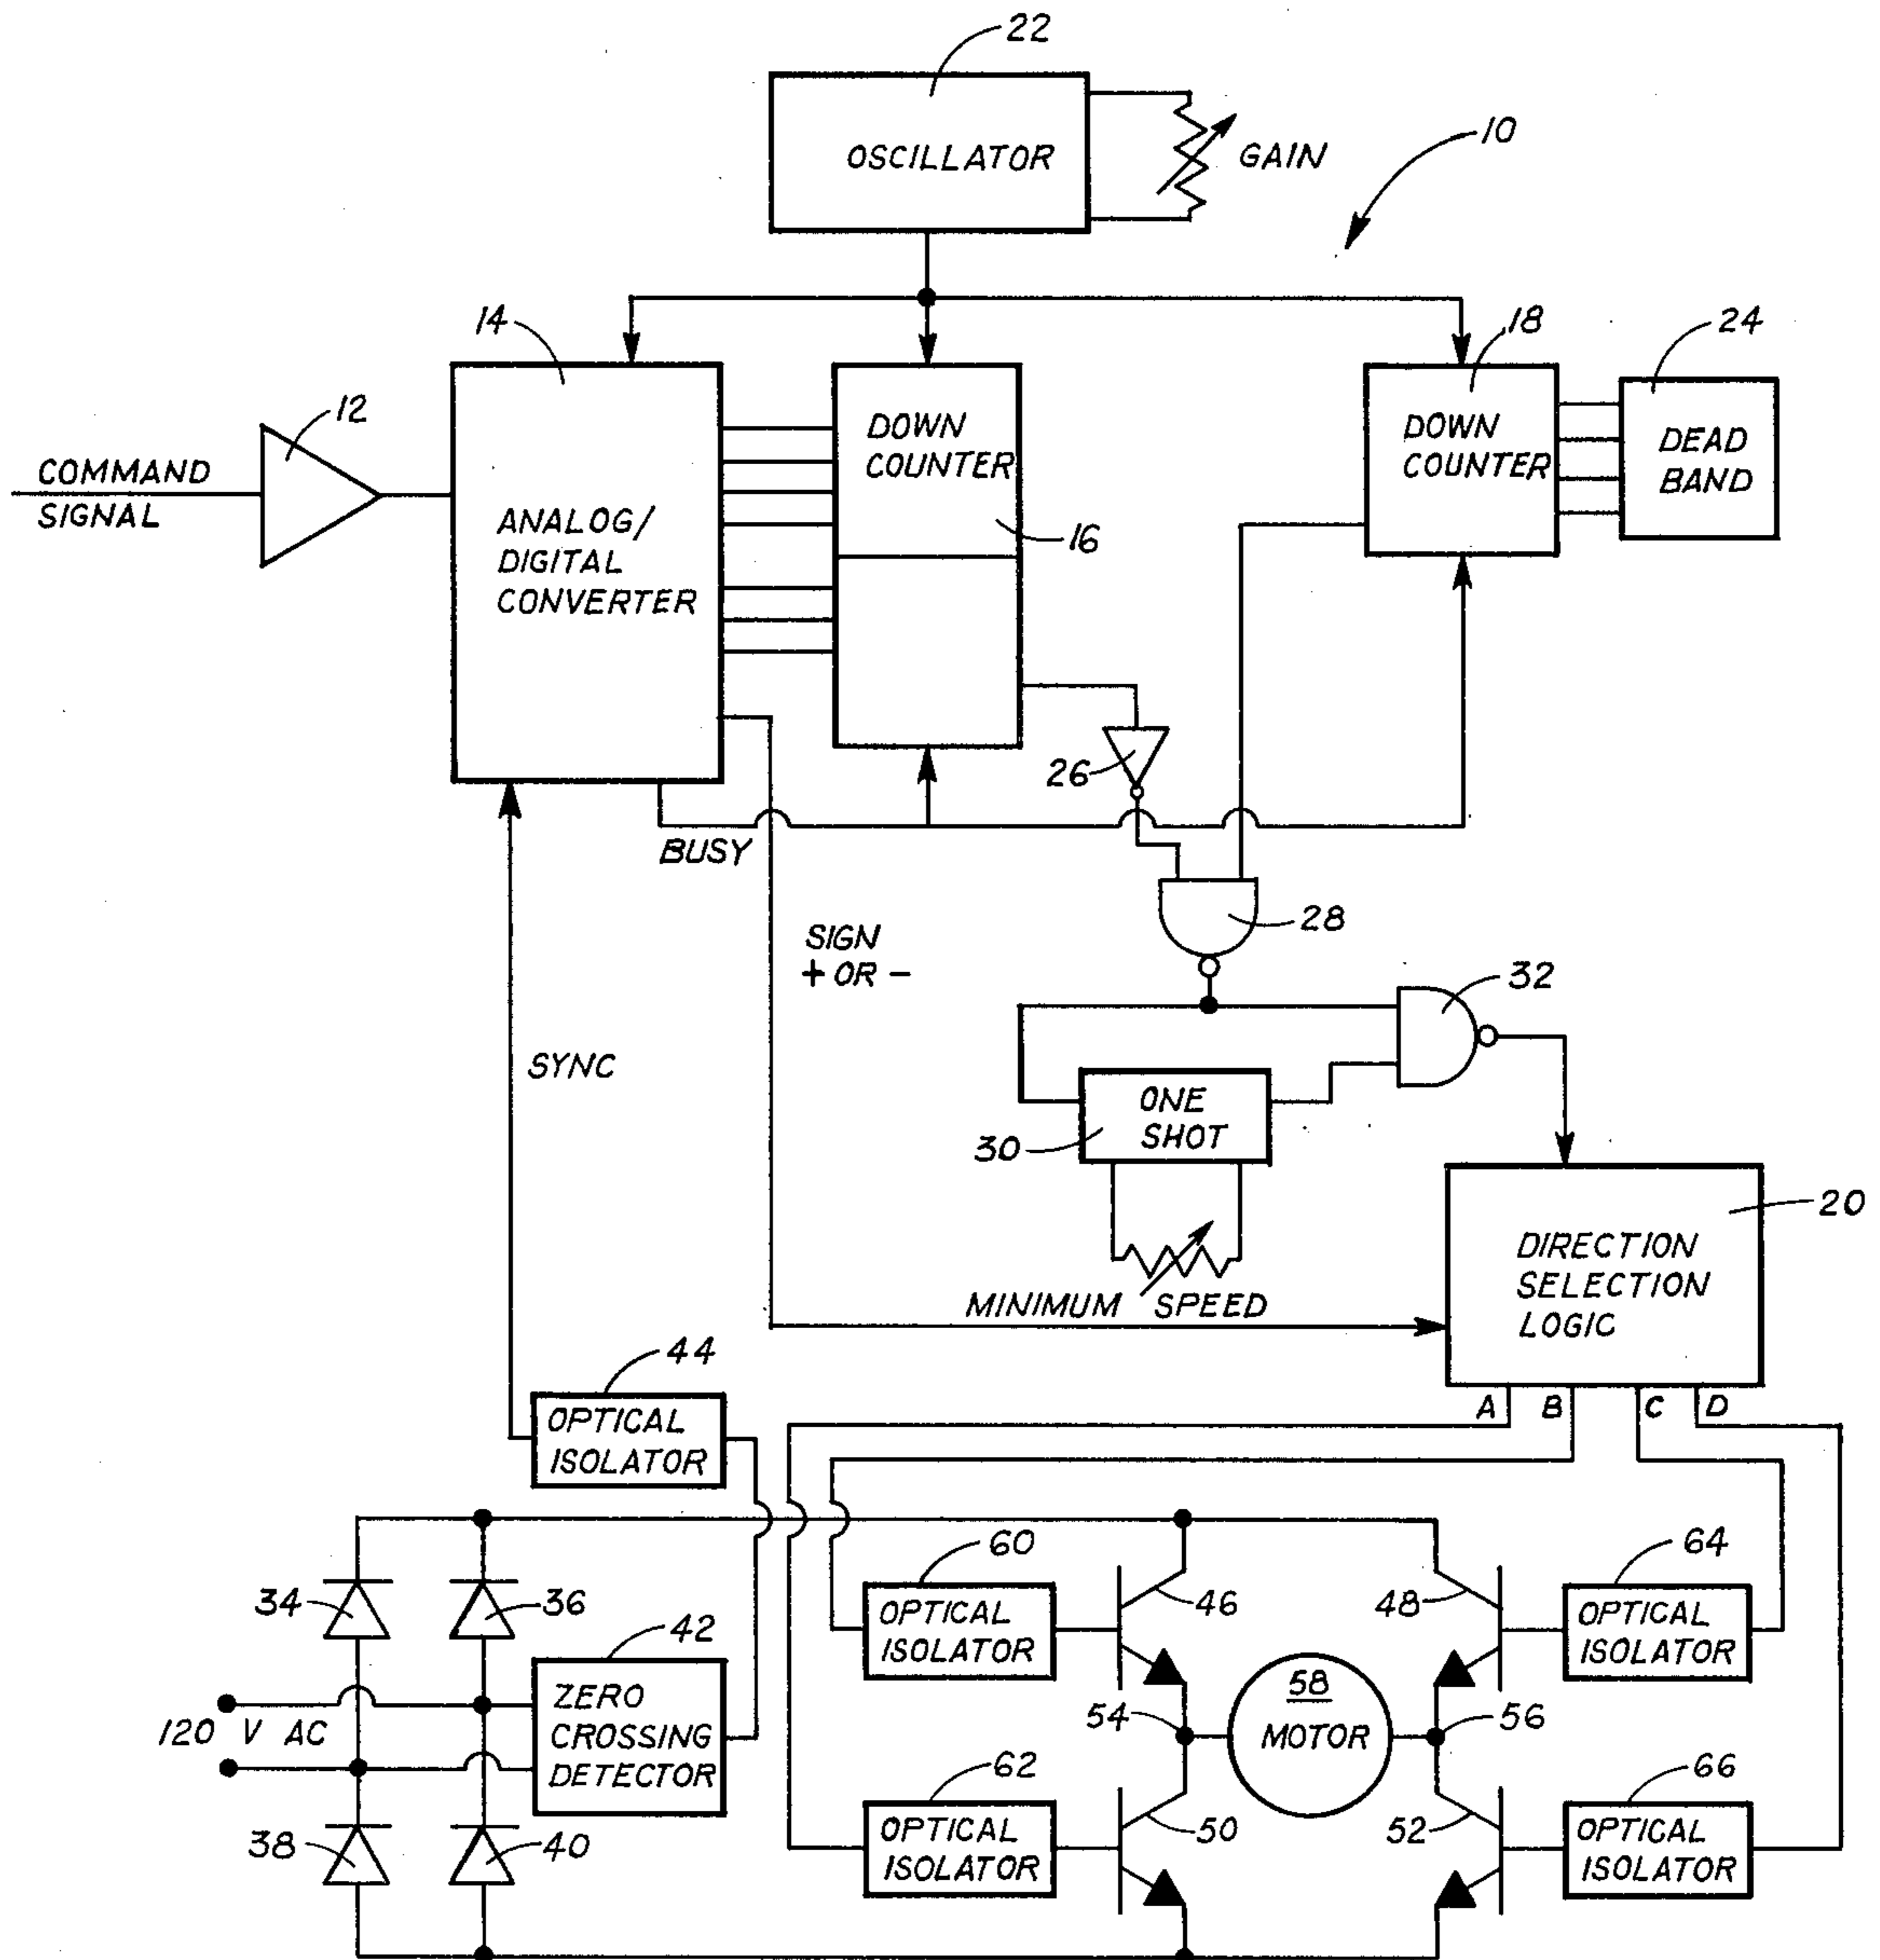 22
OSCILLATOR
GAIN
10
14
18
24
12
COMMAND
SIGNAL
DOWN
COUNTER
DOWN
COUNTER
DEAD
BAND
ANALOG/
DIGITAL
CONVERTER
16
26
BUSY
28
SIGN
+ OR -
32
SYNC
ONE
SHOT
30
20
DIRECTION
SELECTION
LOGIC
MINIMUM SPEED
44
OPTICAL
ISOLATOR
A B C D
60
64
34
36
46
48
OPTICAL
ISOLATOR
OPTICAL
ISOLATOR
42
ZERO
CROSSING
DETECTOR
58
MOTOR
54
56
120 V AC
62
66
38
40
OPTICAL
ISOLATOR
50
52
OPTICAL
ISOLATOR